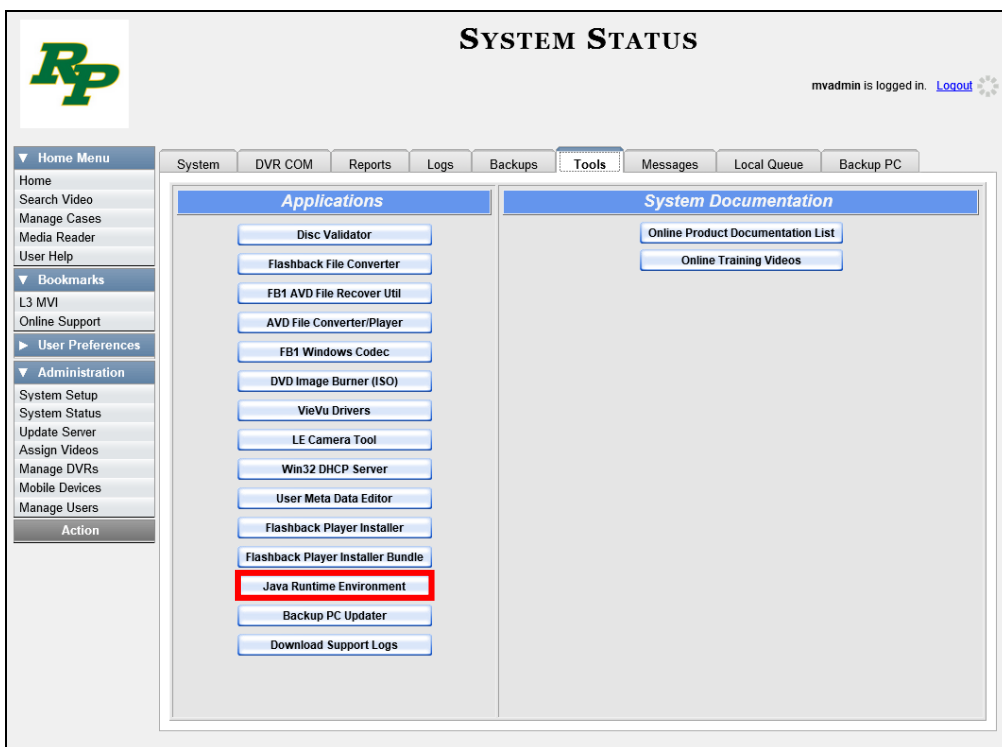 RP
SYSTEM STATUS
mvadmin is logged in. Logout
▼ Home Menu
Home
Search Video
Manage Cases
Media Reader
User Help
▼ Bookmarks
L3 MVI
Online Support
► User Preferences
▼ Administration
System Setup
System Status
Update Server
Assign Videos
Manage DVRs
Mobile Devices
Manage Users
Action
System
DVR COM
Reports
Logs
Backups
Tools
Messages
Local Queue
Backup PC
Applications
Disc Validator
Flashback File Converter
FB1 AVD File Recover Util
AVD File Converter/Player
FB1 Windows Codec
DVD Image Burner (ISO)
VieVu Drivers
LE Camera Tool
Win32 DHCP Server
User Meta Data Editor
Flashback Player Installer
Flashback Player Installer Bundle
Java Runtime Environment
Backup PC Updater
Download Support Logs
System Documentation
Online Product Documentation List
Online Training Videos